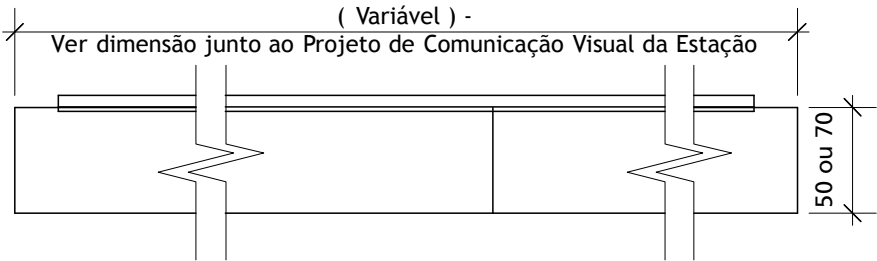 ( Variável ) -
Ver dimensão junto ao Projeto de Comunicação Visual da Estação
50 ou 70